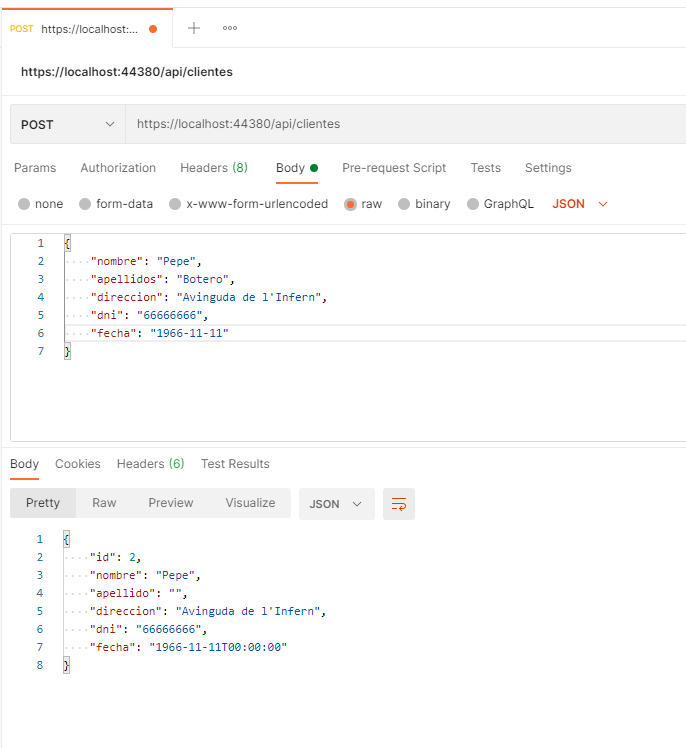 POST https://localhost:...
https://localhost:44380/api/clientes
POST https://localhost:44380/api/clientes
Params Authorization Headers (8) Body Pre-request Script Tests Settings
none form-data x-www-form-urlencoded raw binary GraphQL JSON
1 {
2 "nombre": "Pepe",
3 "apellidos": "Botero",
4 "direccion": "Avinguda de l'Infern",
5 "dni": "66666666",
6 "fecha": "1966-11-11"
7 }
Body Cookies Headers (6) Test Results
Pretty Raw Preview Visualize JSON
1 {
2 "id": 2,
3 "nombre": "Pepe",
4 "apellido": "",
5 "direccion": "Avinguda de l'Infern",
6 "dni": "66666666",
7 "fecha": "1966-11-11T00:00:00"
8 }